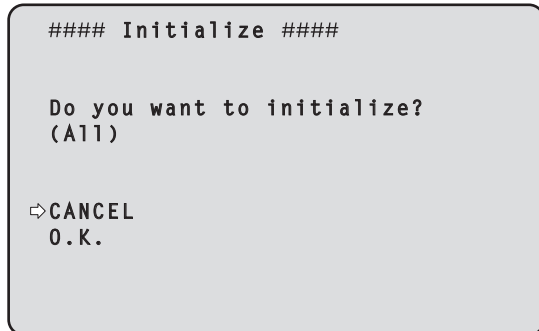 #### Initialize ####
Do you want to initialize?
(All)
⇨CANCEL
O.K.